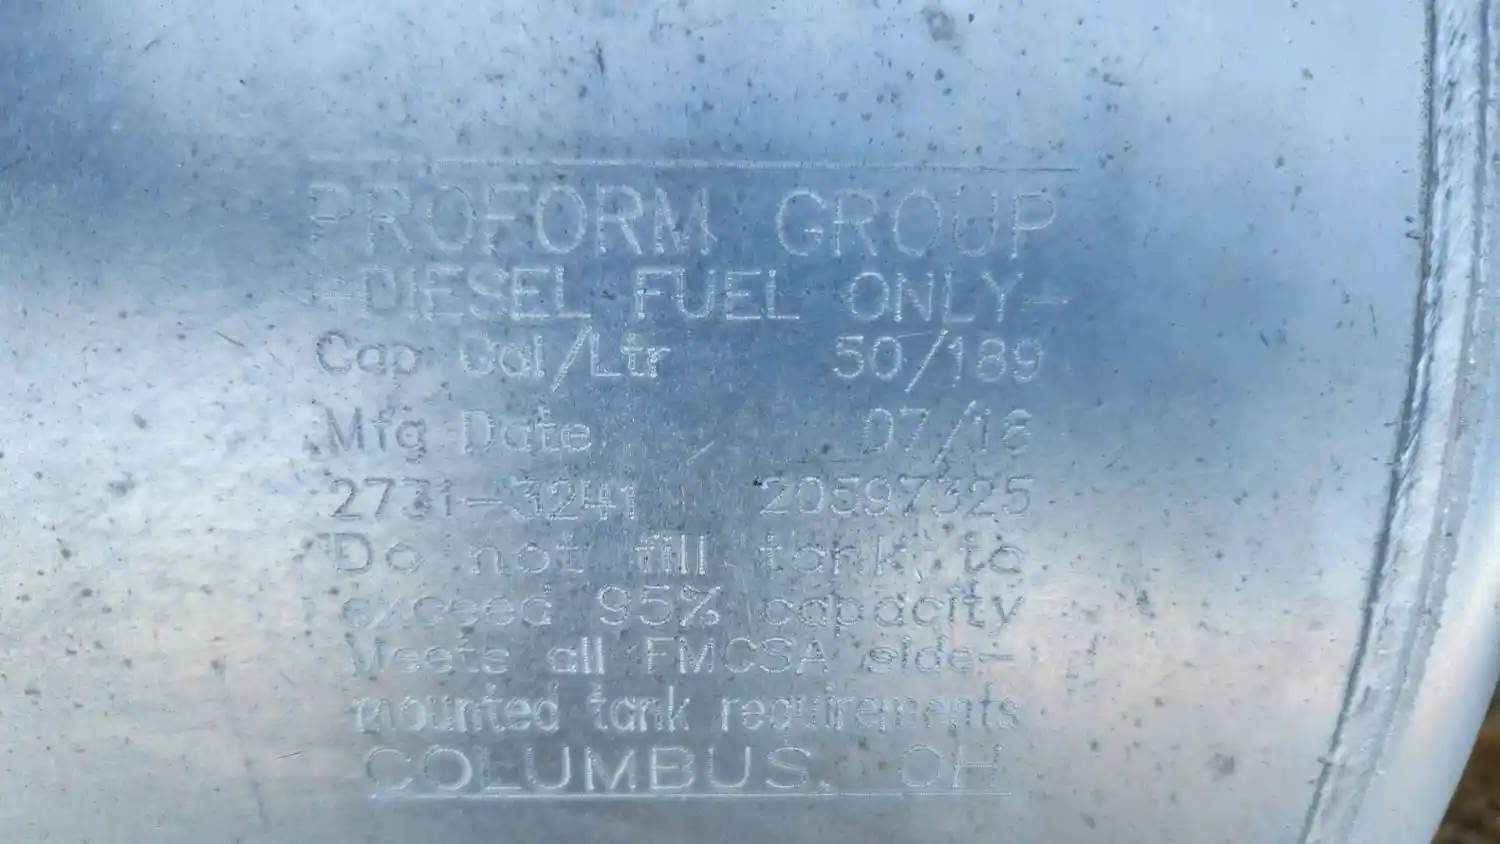 PROFORM GROUP
-DIESEL FUEL ONLY-
Cap Gal/Ltr 50/189
Mfg Date 07/16
2731-3241 20597325
Do not fill tank to
exceed 95% capacity
Meets all FMCSA side-
mounted tank requirements
COLUMBUS, OH